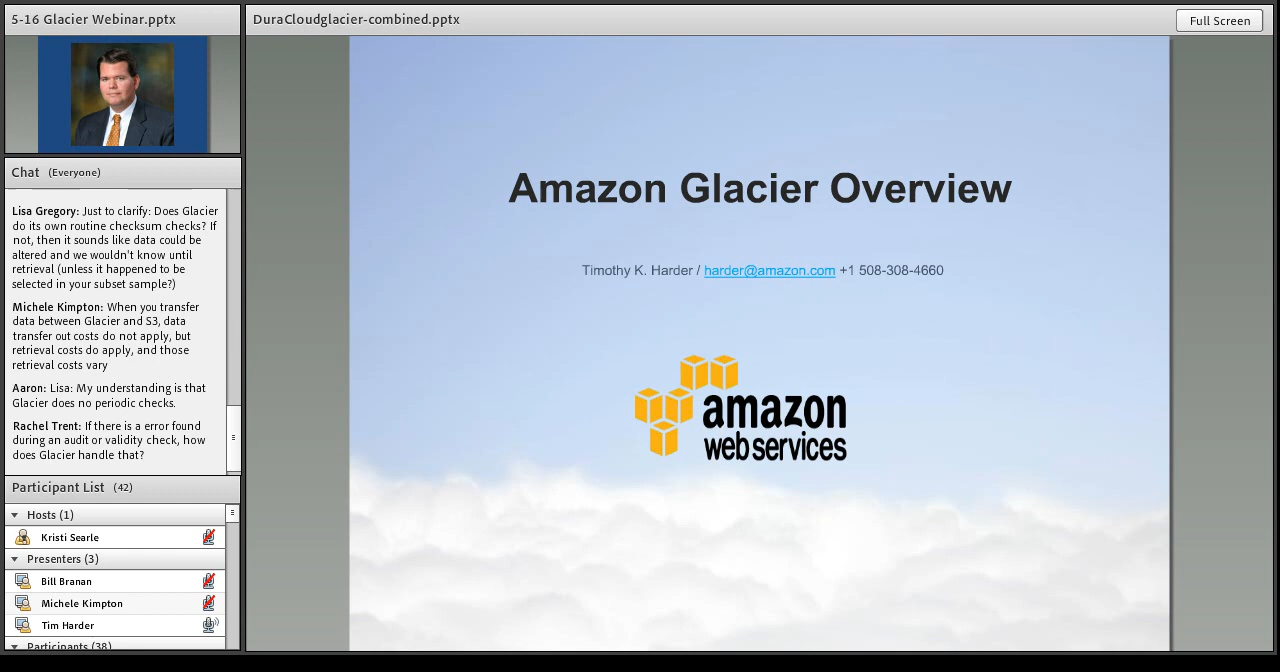 5-16 Glacier Webinar.pptx
Chat (Everyone)
Lisa Gregory: Just to clarify: Does Glacier
do its own routine checksum checks? If
not, then it sounds like data could be
altered and we wouldn't know until
retrieval (unless it happened to be
selected in your subset sample?)
Michele Kimpton: When you transfer
data between Glacier and S3, data
transfer out costs do not apply, but
retrieval costs do apply, and those
retrieval costs vary
Aaron: Lisa: My understanding is that
Glacier does no periodic checks.
Rachel Trent: If there is a error found
during an audit or validity check, how
does Glacier handle that?
Participant List (42)
Hosts (1)
Kristi Searle
Presenters (3)
Bill Branan
Michele Kimpton
Tim Harder
Participants (38)
DuraCloudglacier-combined.pptx
Full Screen
Amazon Glacier Overview
Timothy K. Harder / harder@amazon.com +1 508-308-4660
amazon
web services